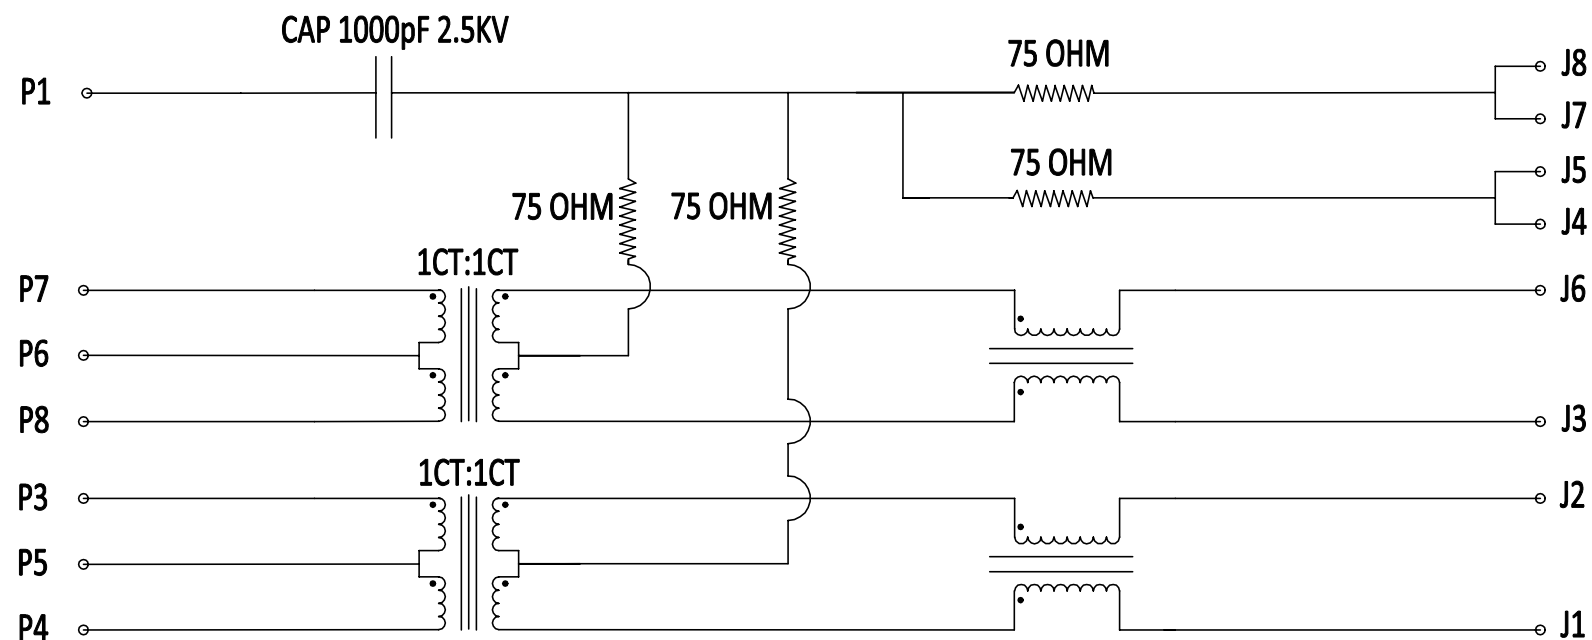 CAP 1000pF 2.5KV
P1
75 OHM
J8
J7
75 OHM
J5
J4
75 OHM
75 OHM
1CT:1CT
P7
J6
P6
P8
J3
1CT:1CT
P3
J2
P5
P4
J1